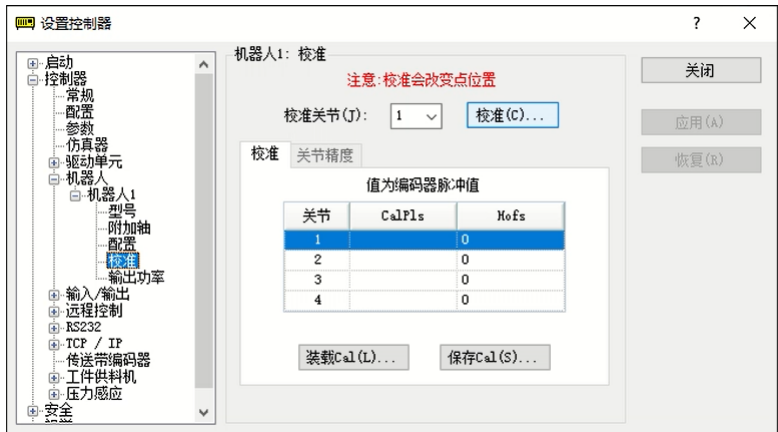 设置控制器
?
启动
控制器
常规
配置
参数
仿真器
驱动单元
机器人
机器人1
型号
附加轴
配置
校准
输出功率
输入/输出
远程控制
RS232
TCP / IP
传送带编码器
工件供料机
压力感应
安全
机器人1: 校准
注意:校准会改变点位置
校准关节(J): 1 校准(C)...
校准 关节精度
值为编码器脉冲值
关节 CalPls Hofs
1 0
2 0
3 0
4 0
装载Cal(L)... 保存Cal(S)...
关闭
应用(A)
恢复(R)